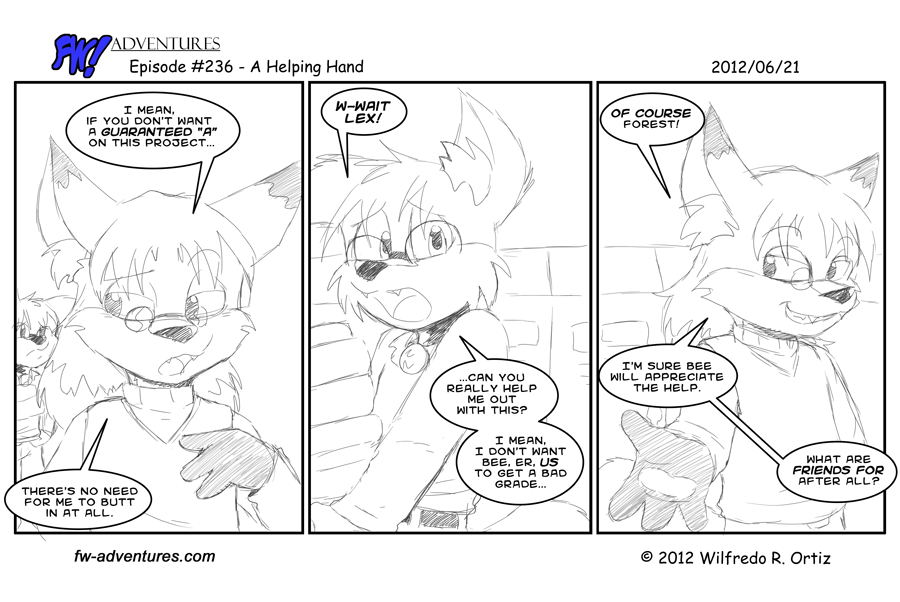 FW! ADVENTURES
Episode #236 - A Helping Hand
2012/06/21
I MEAN,
IF YOU DON'T WANT
A GUARANTEED "A"
ON THIS PROJECT...
THERE'S NO NEED
FOR ME TO BUTT
IN AT ALL.
W-WAIT
LEX!
...CAN YOU
REALLY HELP
ME OUT
WITH THIS?
I MEAN,
I DON'T WANT
BEE, ER, US
TO GET A BAD
GRADE...
OF COURSE
FOREST!
I'M SURE BEE
WILL APPRECIATE
THE HELP.
WHAT ARE
FRIENDS FOR
AFTER ALL?
fw-adventures.com
© 2012 Wilfredo R. Ortiz